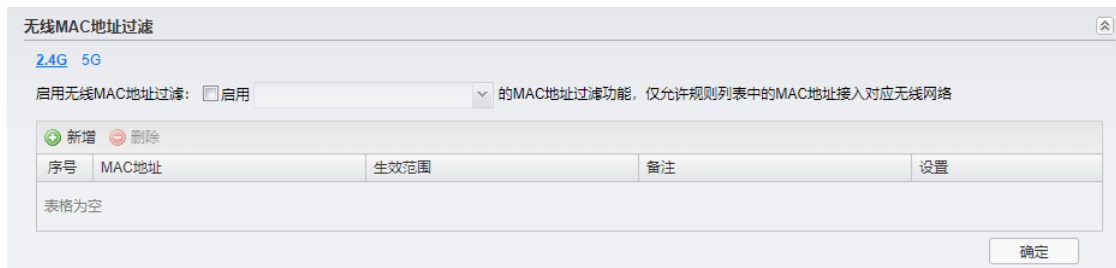 无线MAC地址过滤
2.4G 5G
启用无线MAC地址过滤： 启用 的MAC地址过滤功能，仅允许规则列表中的MAC地址接入对应无线网络
新增 删除
序号 MAC地址 生效范围 备注 设置
表格为空
确定